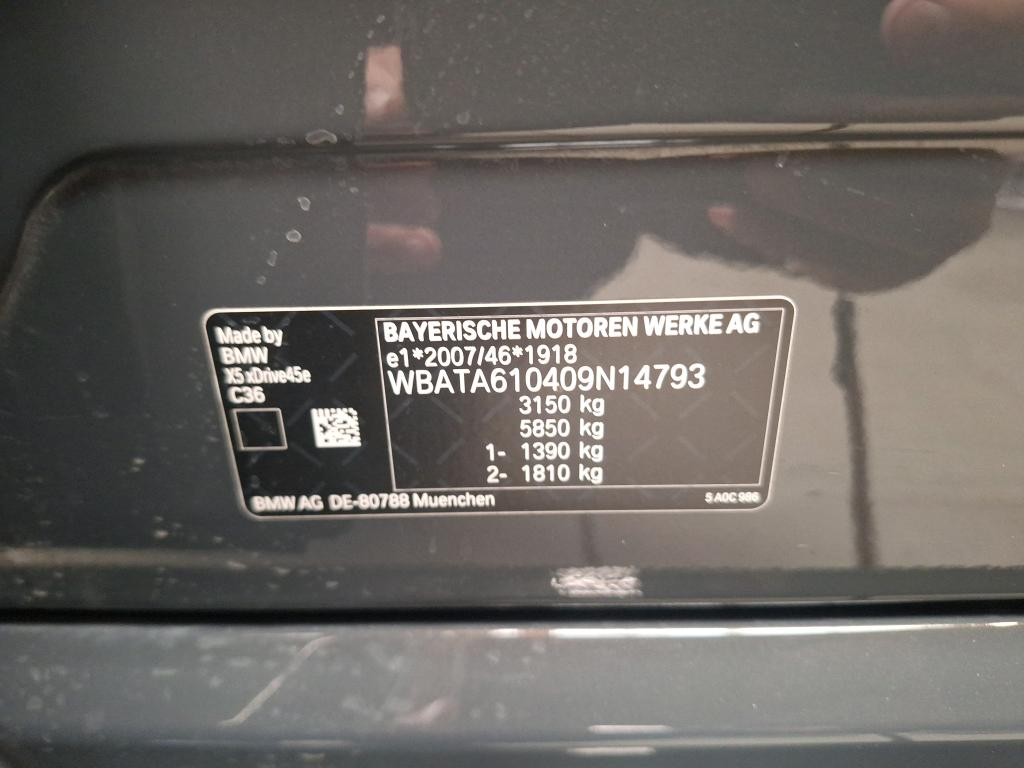 Made by
BMW
X5 xDrive45e
C36
BAYERISCHE MOTOREN WERKE AG
e1*2007/46*1918
WBATA610409N14793
3150 kg
5850 kg
1- 1390 kg
2- 1810 kg
BMW AG DE-80788 Muenchen
5 A0C 986